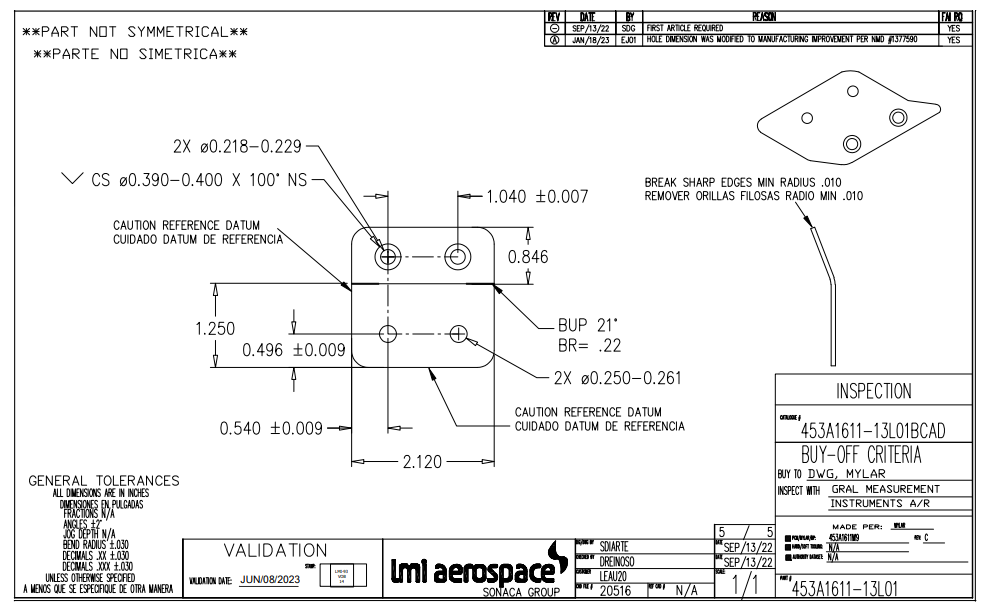 **PART NOT SYMMETRICAL**
**PARTE NO SIMETRICA**
REV DATE BY REASON FAI RQ
SEP/13/22 SDG FIRST ARTICLE REQUIRED YES
A JAN/18/23 EJ01 HOLE DIMENSION WAS MODIFIED TO MANUFACTURING IMPROVEMENT PER NMD #1377590 YES
2X ø0.218-0.229
CS ø0.390-0.400 X 100° NS
1.040 ±0.007
BREAK SHARP EDGES MIN RADIUS .010
REMOVER ORILLAS FILOSAS RADIO MIN .010
CAUTION REFERENCE DATUM
CUIDADO DATUM DE REFERENCIA
0.846
1.250
0.496 ±0.009
BUP 21°
BR= .22
2X ø0.250-0.261
CAUTION REFERENCE DATUM
CUIDADO DATUM DE REFERENCIA
0.540 ±0.009
2.120
GENERAL TOLERANCES
ALL DIMENSIONS ARE IN INCHES
DIMENSIONES EN PULGADAS
FRACTIONS N/A
ANGLES ±2°
JOG DEPTH N/A
BEND RADIUS ±.030
DECIMALS .XX ±.030
DECIMALS .XXX ±.030
UNLESS OTHERWISE SPECIFIED
A MENOS QUE SE ESPECIFIQUE DE OTRA MANERA
VALIDATION
VALIDATION DATE: JUN/08/2023
STAMP:
lmi aerospace
SONACA GROUP
INSPECTION
CATALOGUE #
453A1611-13L01BCAD
BUY-OFF CRITERIA
BUY TO DWG, MYLAR
INSPECT WITH GRAL MEASUREMENT
INSTRUMENTS A/R
MADE PER: MYLAR
453A1611M9 REV C
HARD/SOFT TOOLING: N/A
AUTHORITY DATASET: N/A
5 / 5
SDIARTE DATE SEP/13/22
CHECKED BY DREINOSO DATE SEP/13/22
CUSTOMER LEAU20 SCALE 1/1
20516 N/A
PART # 453A1611-13L01